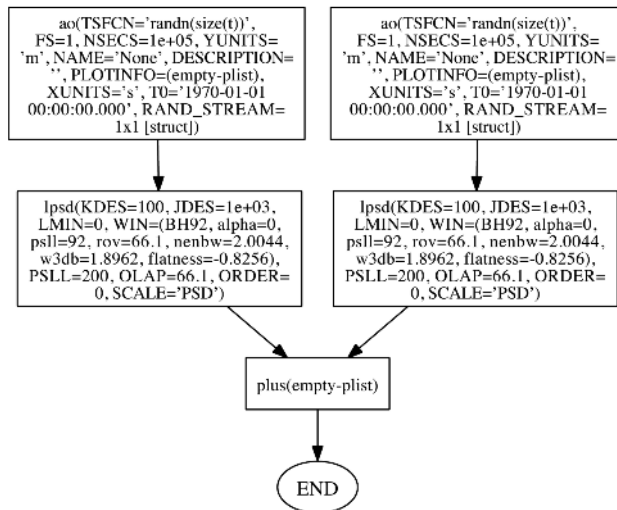 ao(TSFCN='randn(size(t))',
FS=1, NSECS=1e+05, YUNITS=
'm', NAME='None', DESCRIPTION=
'', PLOTINFO=(empty-plist),
XUNITS='s', T0='1970-01-01
00:00:00.000', RAND_STREAM=
1x1 [struct])
ao(TSFCN='randn(size(t))',
FS=1, NSECS=1e+05, YUNITS=
'm', NAME='None', DESCRIPTION=
'', PLOTINFO=(empty-plist),
XUNITS='s', T0='1970-01-01
00:00:00.000', RAND_STREAM=
1x1 [struct])
lpsd(KDES=100, JDES=1e+03,
LMIN=0, WIN=(BH92, alpha=0,
psll=92, rov=66.1, nenbw=2.0044,
w3db=1.8962, flatness=-0.8256),
PSLL=200, OLAP=66.1, ORDER=
0, SCALE='PSD')
lpsd(KDES=100, JDES=1e+03,
LMIN=0, WIN=(BH92, alpha=0,
psll=92, rov=66.1, nenbw=2.0044,
w3db=1.8962, flatness=-0.8256),
PSLL=200, OLAP=66.1, ORDER=
0, SCALE='PSD')
plus(empty-plist)
END